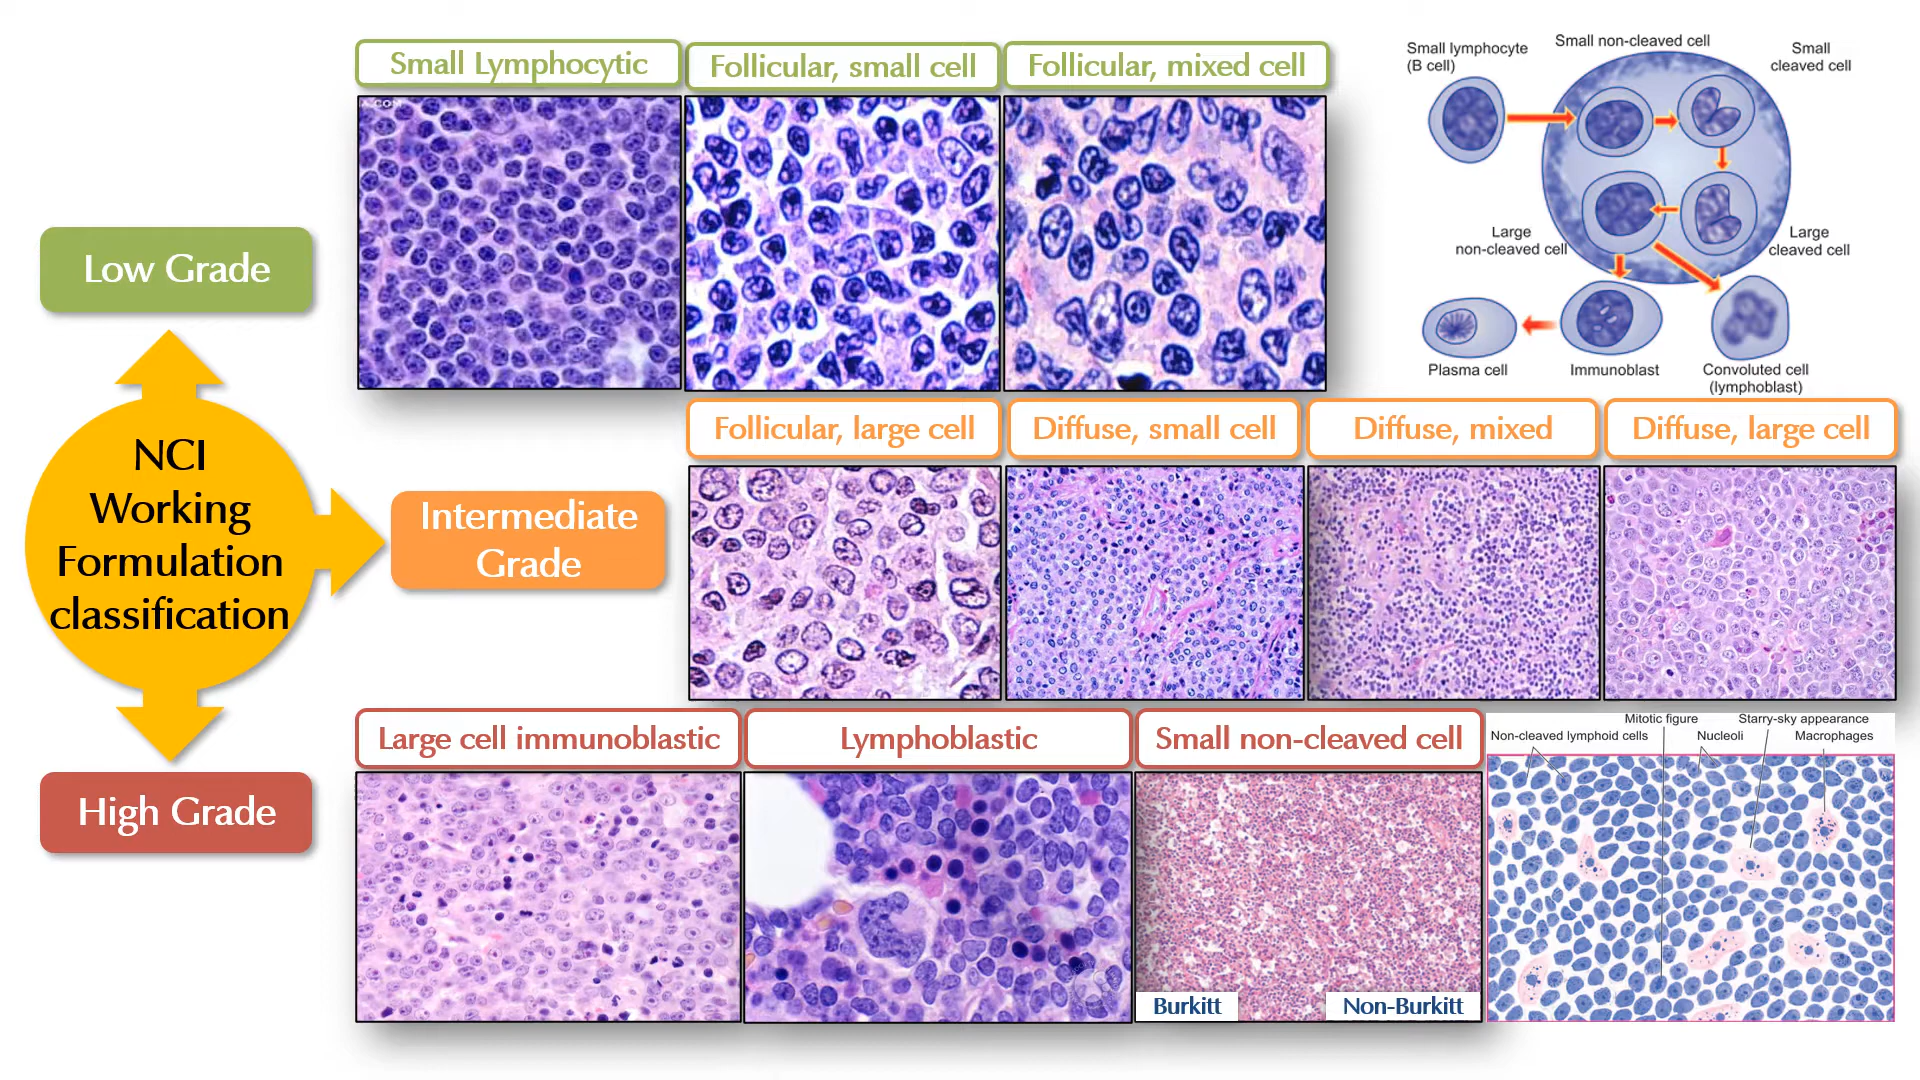 Small Lymphocytic
Follicular, small cell
Follicular, mixed cell
A.COM
Small lymphocyte
(B cell)
Small non-cleaved cell
Small
cleaved cell
Large
non-cleaved cell
Large
cleaved cell
Plasma cell
Immunoblast
Convoluted cell
(lymphoblast)
Low Grade
NCI
Working
Formulation
classification
Intermediate
Grade
Follicular, large cell
Diffuse, small cell
Diffuse, mixed
Diffuse, large cell
High Grade
Large cell immunoblastic
Lymphoblastic
Small non-cleaved cell
Burkitt
Non-Burkitt
Mitotic figure
Starry-sky appearance
Non-cleaved lymphoid cells
Nucleoli
Macrophages